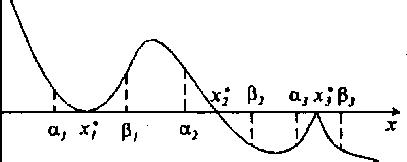 x₂* β₂ α₃ x₃* β₃
α₁ x₁* β₁ α₂ x